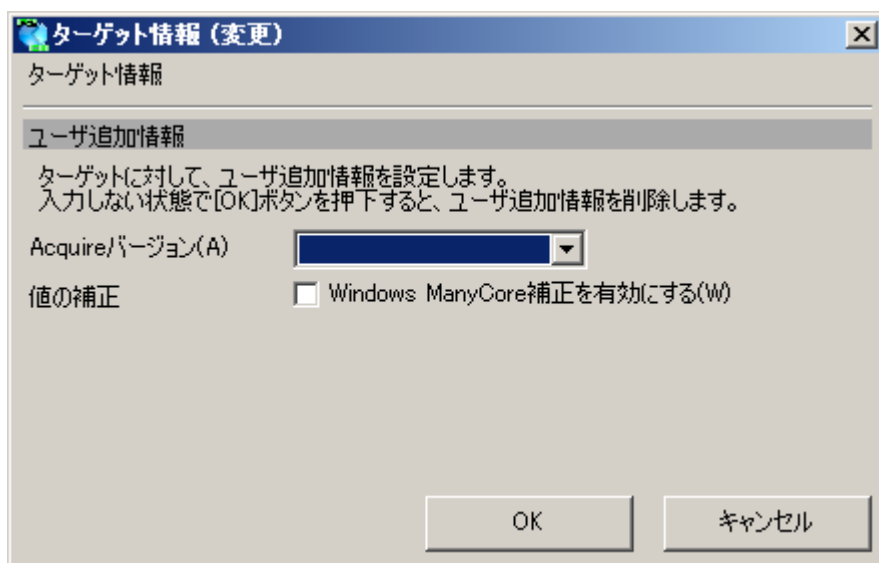 ターゲット情報（変更）
ターゲット情報
ユーザ追加情報
ターゲットに対して、ユーザ追加情報を設定します。
入力しない状態で[OK]ボタンを押下すると、ユーザ追加情報を削除します。
Acquireバージョン(A)
値の補正
Windows ManyCore補正を有効にする(W)
OK
キャンセル